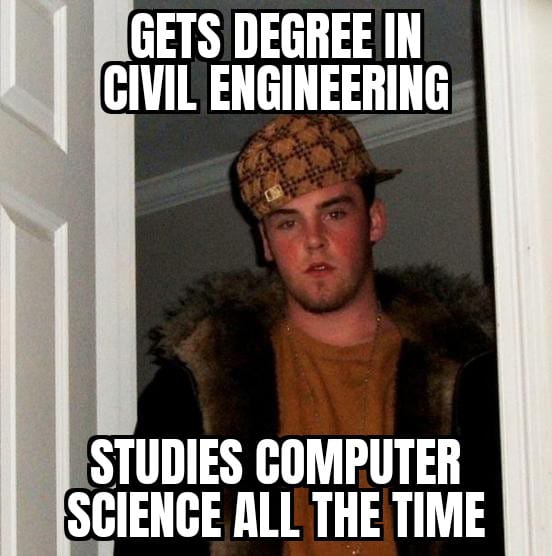 GETS DEGREE IN
CIVIL ENGINEERING
STUDIES COMPUTER
SCIENCE ALL THE TIME